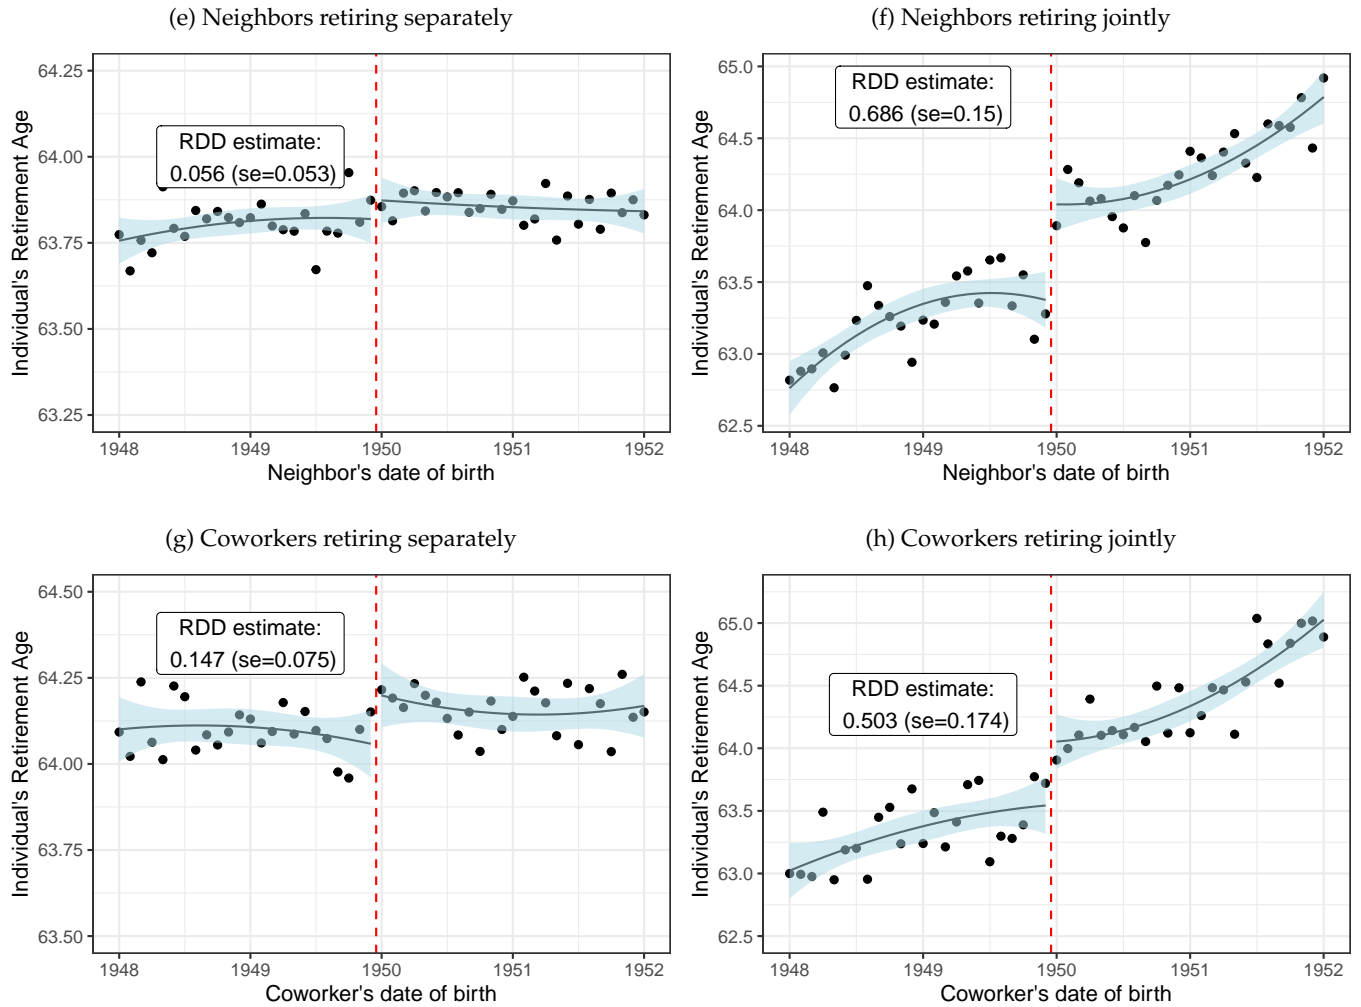 (e) Neighbors retiring separately
64.25
64.00
63.75
63.50
63.25
Individual's Retirement Age
RDD estimate:
0.056 (se=0.053)
1948 1949 1950 1951 1952
Neighbor's date of birth
(f) Neighbors retiring jointly
65.0
64.5
64.0
63.5
63.0
62.5
Individual's Retirement Age
RDD estimate:
0.686 (se=0.15)
1948 1949 1950 1951 1952
Neighbor's date of birth
(g) Coworkers retiring separately
64.50
64.25
64.00
63.75
63.50
Individual's Retirement Age
RDD estimate:
0.147 (se=0.075)
1948 1949 1950 1951 1952
Coworker's date of birth
(h) Coworkers retiring jointly
65.0
64.5
64.0
63.5
63.0
62.5
Individual's Retirement Age
RDD estimate:
0.503 (se=0.174)
1948 1949 1950 1951 1952
Coworker's date of birth